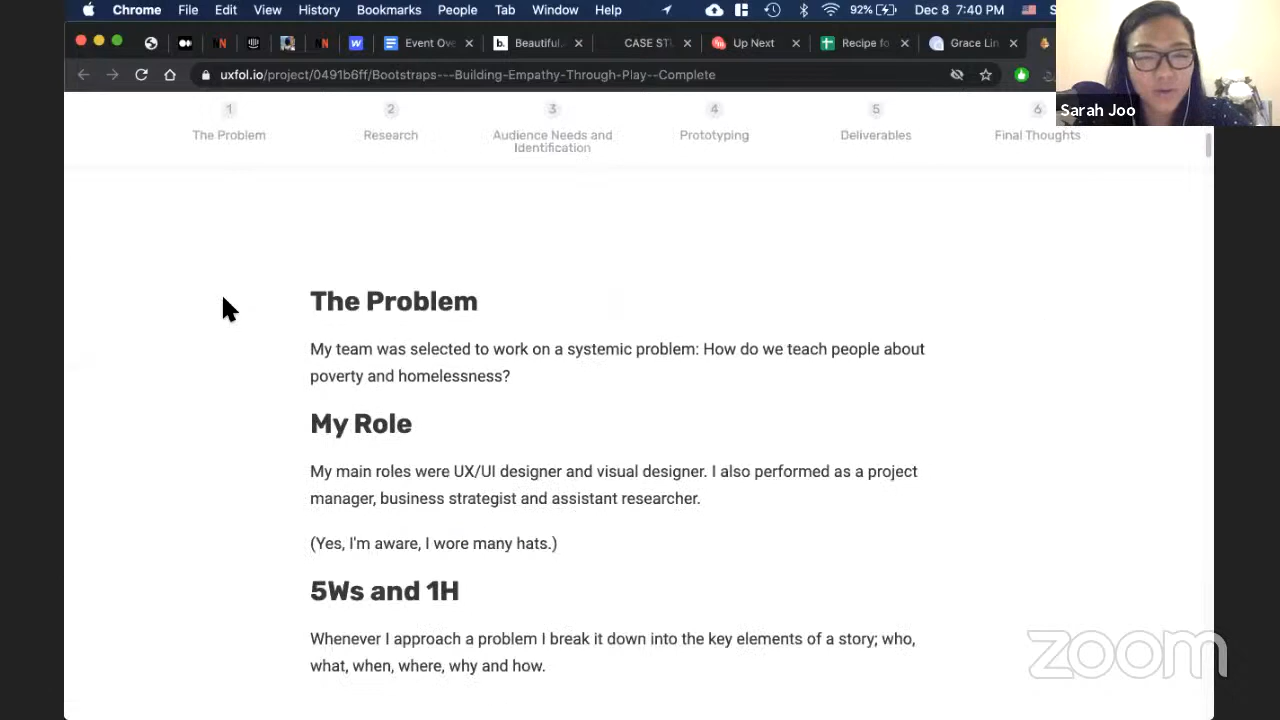 Chrome File Edit View History Bookmarks People Tab Window Help 92% Dec 8 7:40 PM
Event Ove Beautiful. CASE ST Up Next Recipe fo Grace Lin
uxfol.io/project/0491b6ff/Bootstraps---Building-Empathy-Through-Play--Complete
Sarah Joo
1 2 3 4 5 6
The Problem Research Audience Needs and Prototyping Deliverables Final Thoughts
Identification
The Problem
My team was selected to work on a systemic problem: How do we teach people about
poverty and homelessness?
My Role
My main roles were UX/UI designer and visual designer. I also performed as a project
manager, business strategist and assistant researcher.
(Yes, I'm aware, I wore many hats.)
5Ws and 1H
Whenever I approach a problem I break it down into the key elements of a story; who,
what, when, where, why and how.
zoom